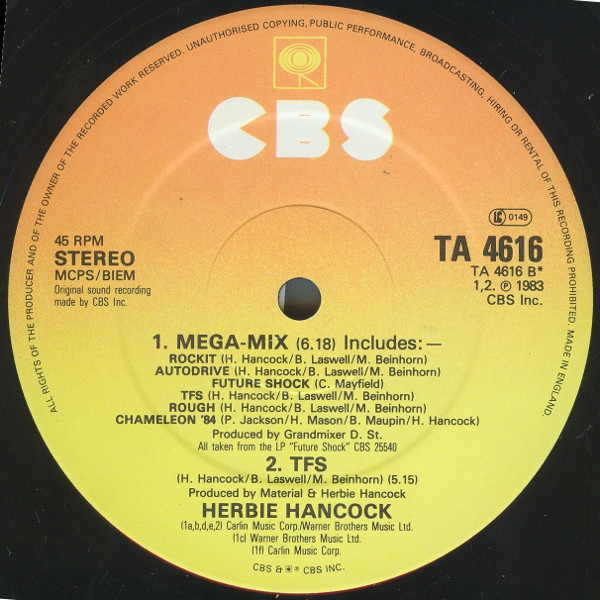 ALL RIGHTS OF THE PRODUCER AND OF THE OWNER OF THE RECORDED WORK RESERVED. UNAUTHORISED COPYING, PUBLIC PERFORMANCE, BROADCASTING, HIRING OR RENTAL OF THIS RECORDING PROHIBITED. MADE IN ENGLAND.
CBS
45 RPM
STEREO
MCPS/BIEM
Original sound recording
made by CBS Inc.
LC 0149
TA 4616
TA 4616 B*
1,2. ℗ 1983
CBS Inc.
1. MEGA-MIX (6.18) Includes: —
ROCKIT (H. Hancock/B. Laswell/M. Beinhorn)
AUTODRIVE (H. Hancock/B. Laswell/M. Beinhorn)
FUTURE SHOCK (C. Mayfield)
TFS (H. Hancock/B. Laswell/M. Beinhorn)
ROUGH (H. Hancock/B. Laswell/M. Beinhorn)
CHAMELEON '84 (P. Jackson/H. Mason/B. Maupin/H. Hancock)
Produced by Grandmixer D. St.
All taken from the LP "Future Shock" CBS 25540
2. TFS
(H. Hancock/B. Laswell/M. Beinhorn) (5.15)
Produced by Material & Herbie Hancock
HERBIE HANCOCK
(1a,b,d,e,2) Carlin Music Corp./Warner Brothers Music Ltd.
(1c) Warner Brothers Music Ltd.
(1f) Carlin Music Corp.
CBS & ® CBS INC.